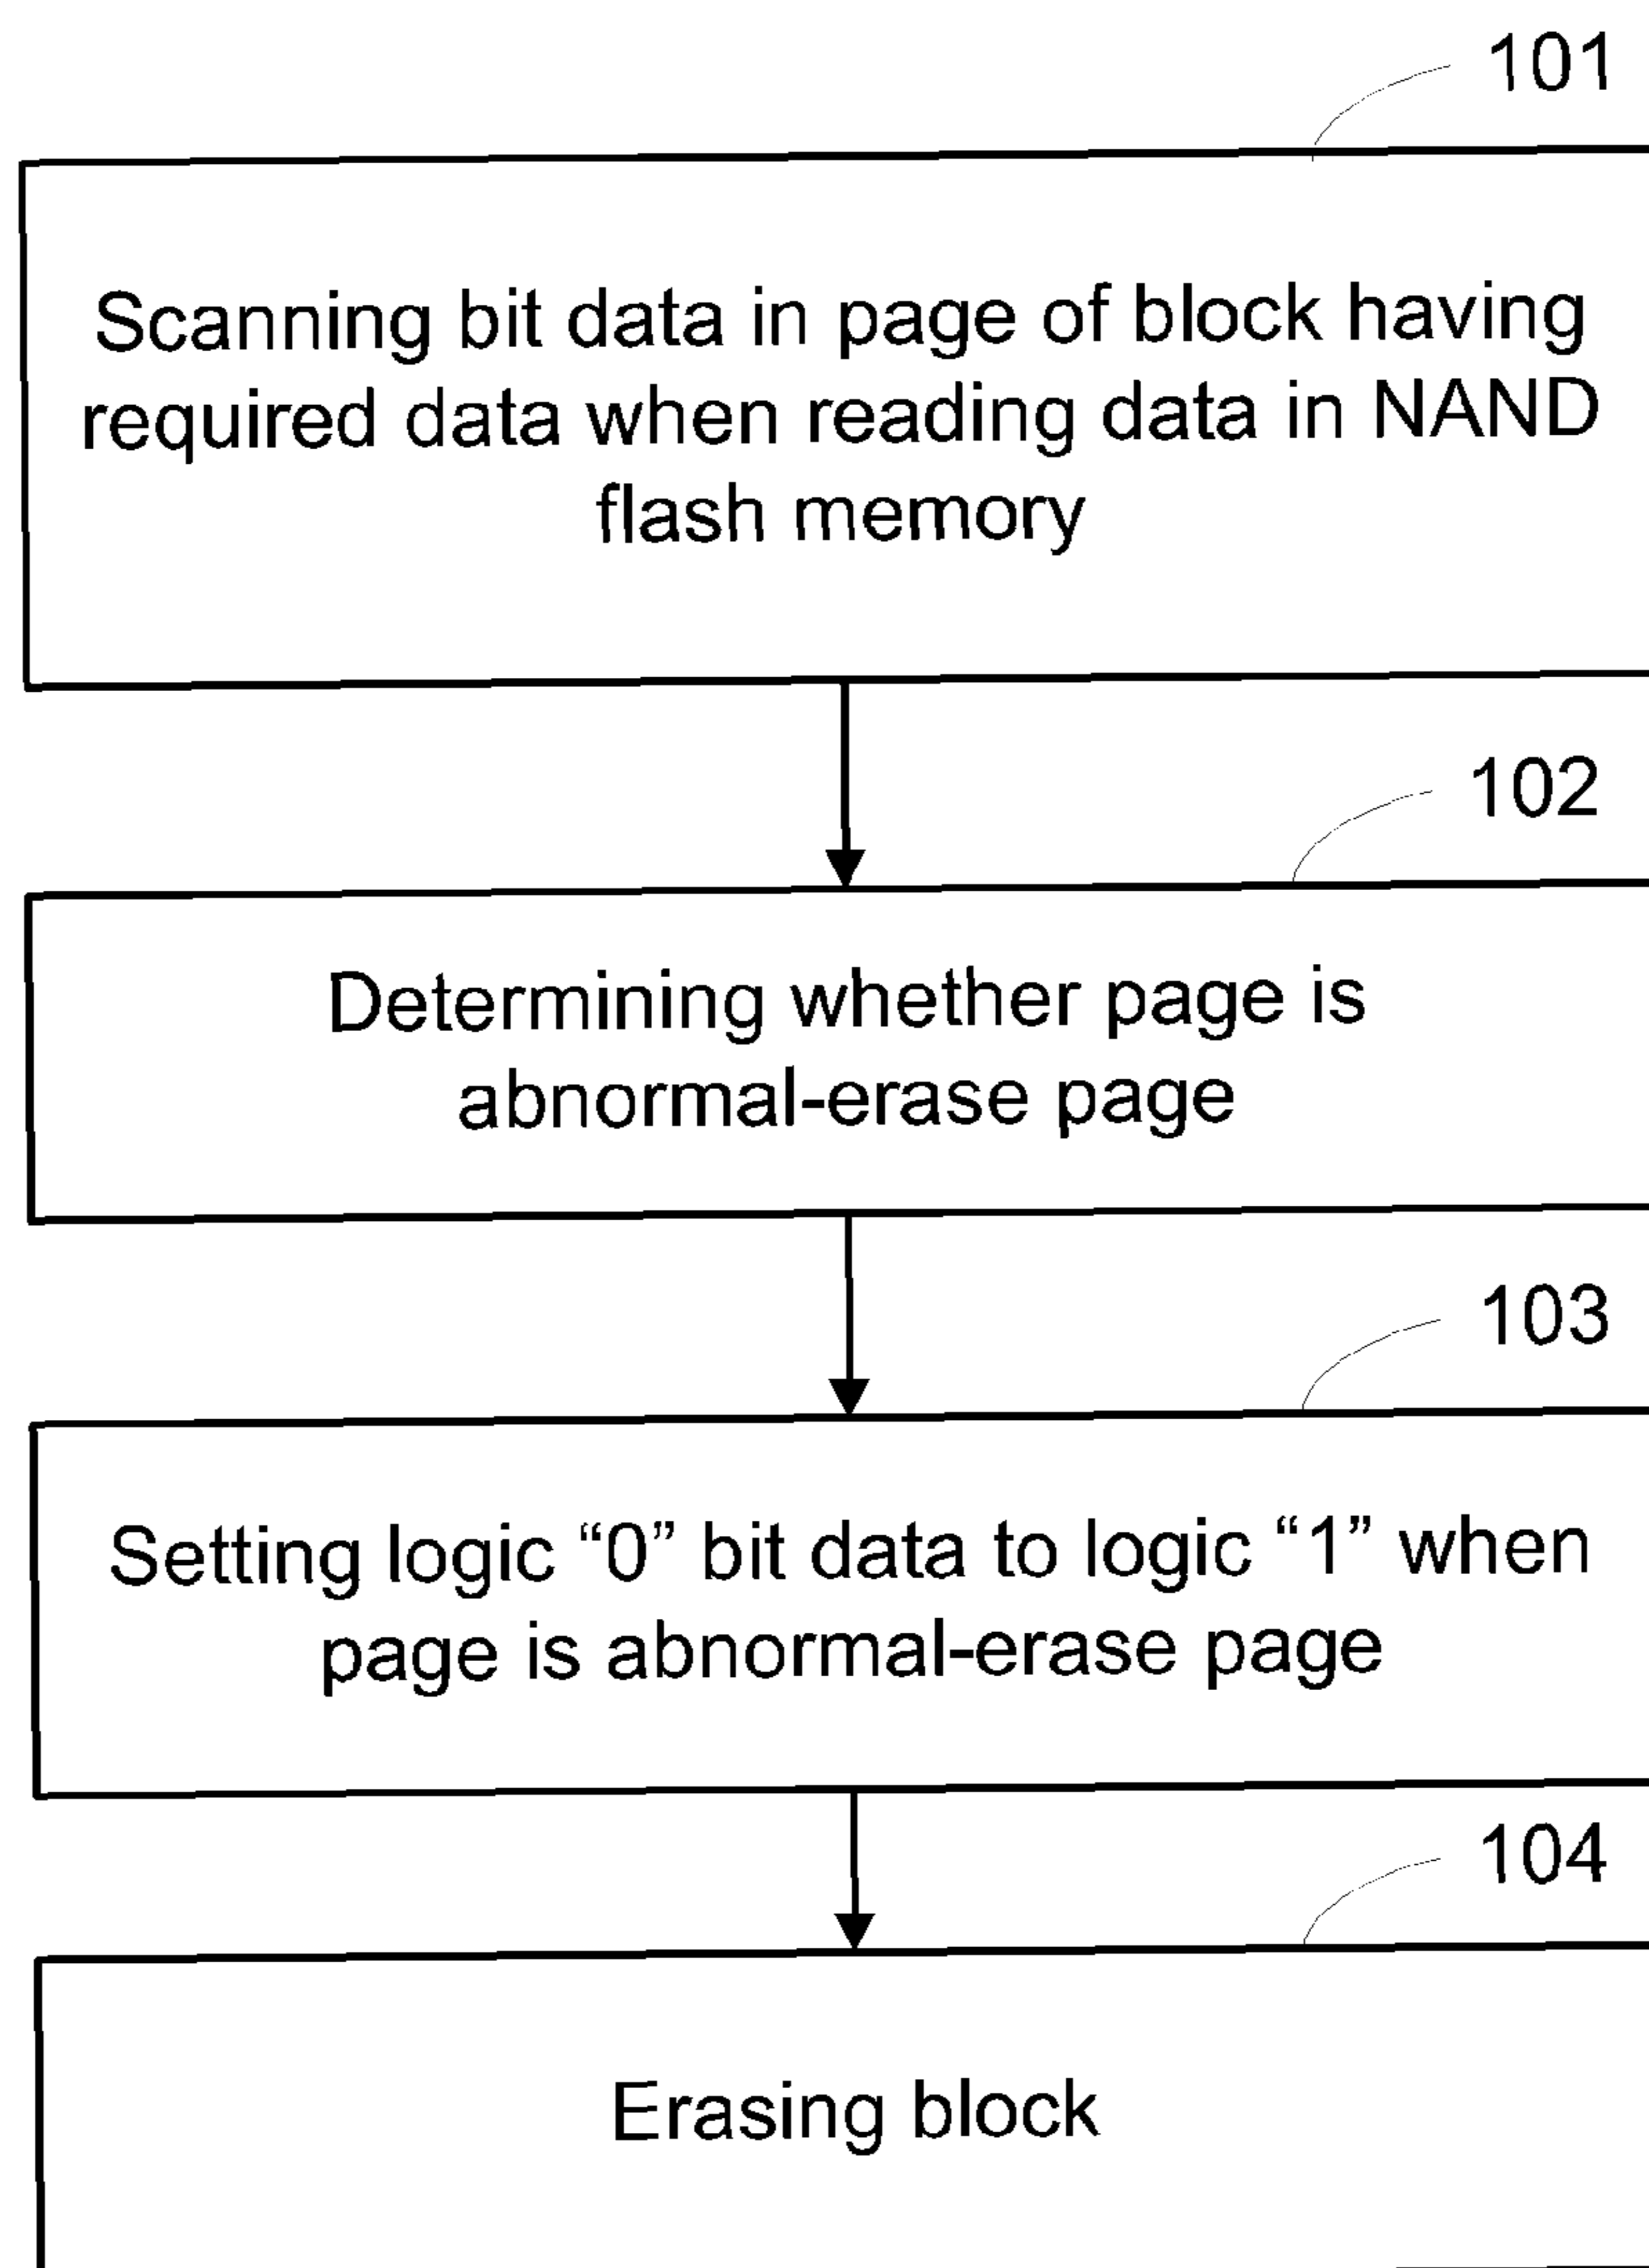 101
Scanning bit data in page of block having
required data when reading data in NAND
flash memory
102
Determining whether page is
abnormal-erase page
103
Setting logic “0” bit data to logic “1” when
page is abnormal-erase page
104
Erasing block